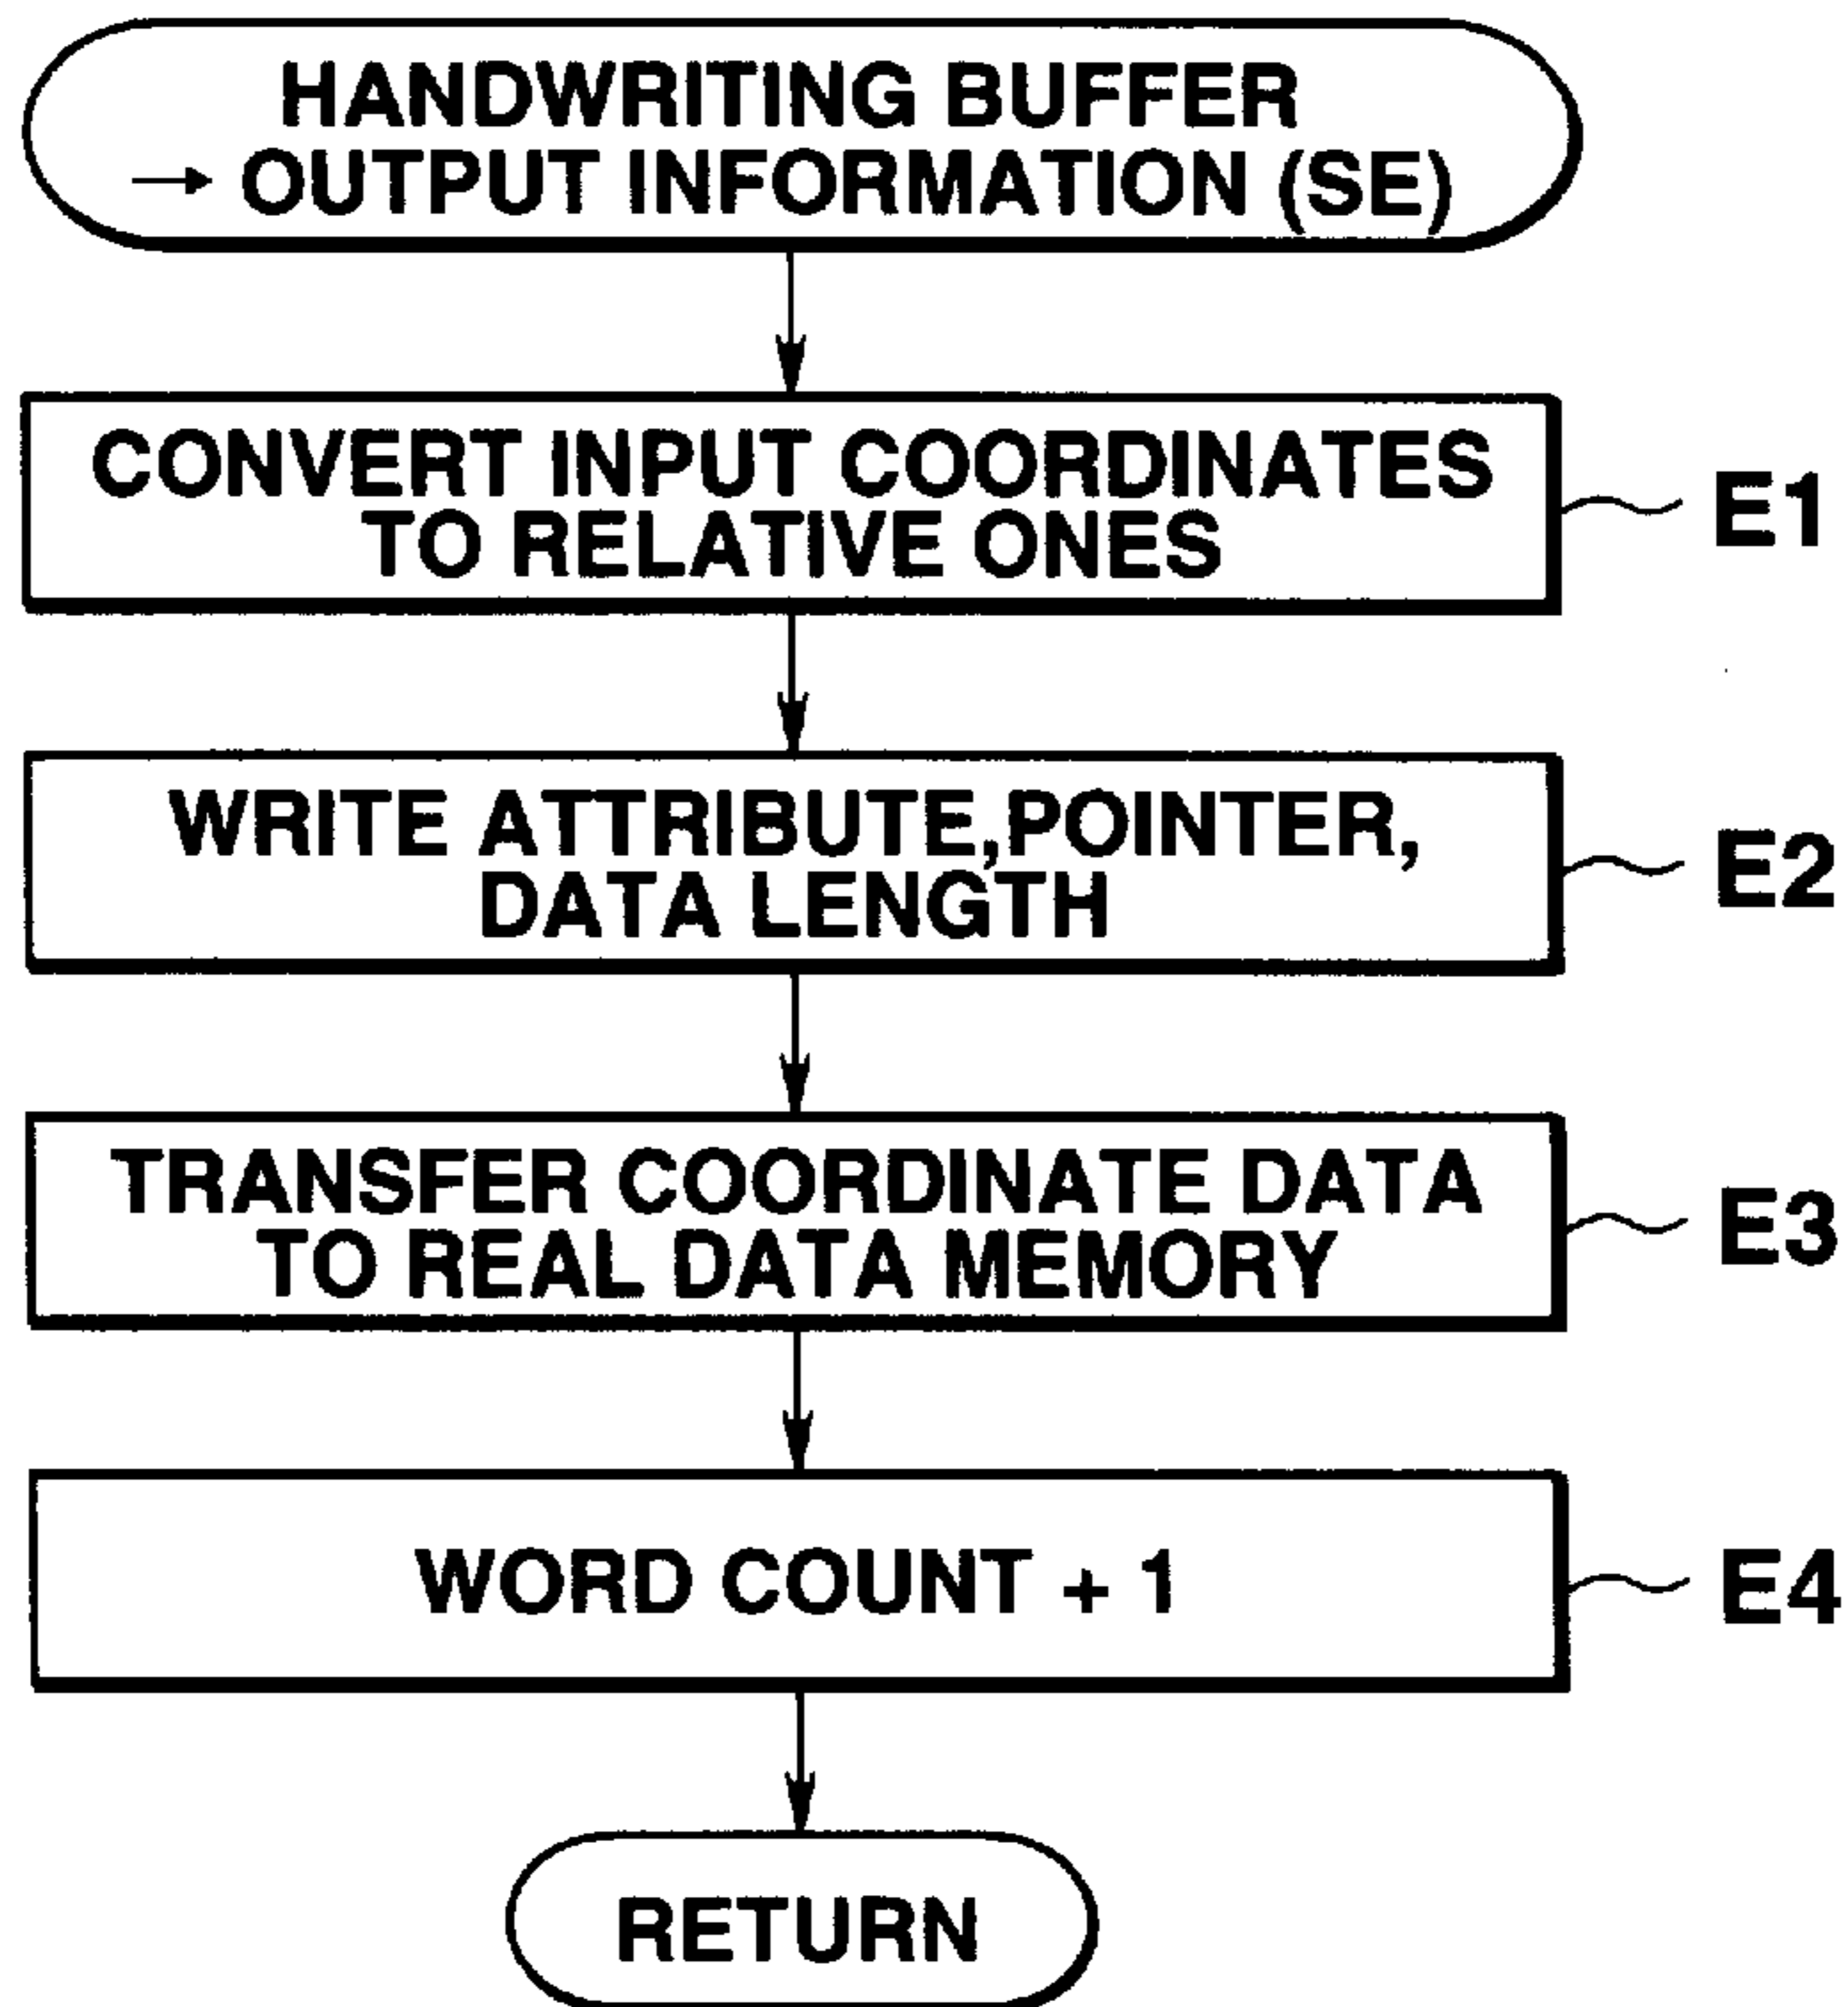 HANDWRITING BUFFER
→ OUTPUT INFORMATION (SE)
CONVERT INPUT COORDINATES
TO RELATIVE ONES
E1
WRITE ATTRIBUTE,POINTER,
DATA LENGTH
E2
TRANSFER COORDINATE DATA
TO REAL DATA MEMORY
E3
WORD COUNT + 1
E4
RETURN